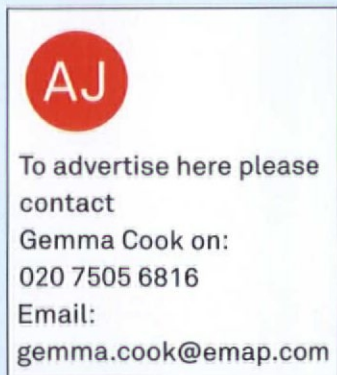 AJ
To advertise here please
contact
Gemma Cook on:
020 7505 6816
Email:
gemma.cook@emap.com